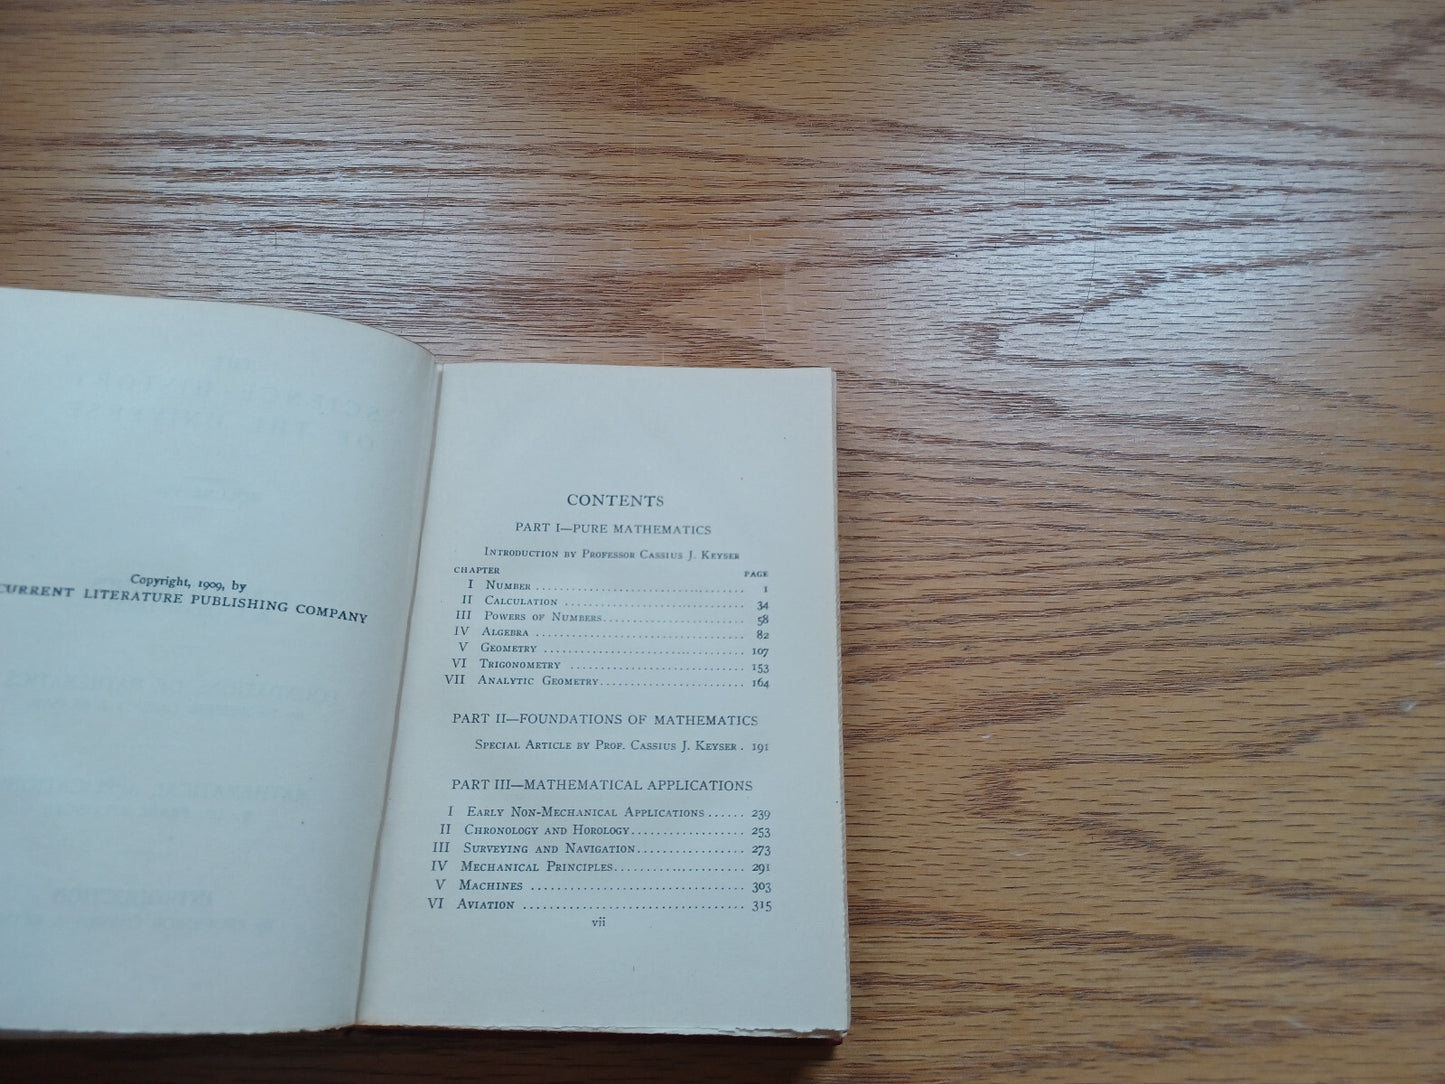 Copyright, 1909, by
CURRENT LITERATURE PUBLISHING COMPANY
CONTENTS
PART I—PURE MATHEMATICS
Introduction by Professor Cassius J. Keyser
CHAPTER PAGE
I Number 1
II Calculation 34
III Powers of Numbers 58
IV Algebra 82
V Geometry 107
VI Trigonometry 153
VII Analytic Geometry 164
PART II—FOUNDATIONS OF MATHEMATICS
Special Article by Prof. Cassius J. Keyser . 191
PART III—MATHEMATICAL APPLICATIONS
I Early Non-Mechanical Applications 239
II Chronology and Horology 253
III Surveying and Navigation 273
IV Mechanical Principles 291
V Machines 303
VI Aviation 315
vii